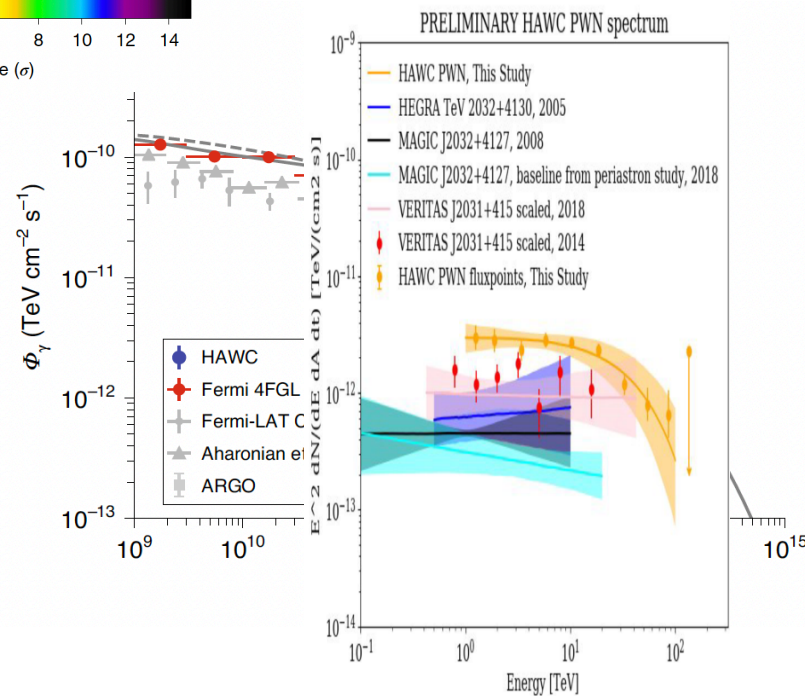 8 10 12 14
e (σ)
10⁻¹⁰
10⁻¹¹
10⁻¹²
10⁻¹³
Φγ (TeV cm⁻² s⁻¹)
HAWC
Fermi 4FGL
Fermi-LAT
Aharonian
ARGO
10⁹ 10¹⁰ 10¹⁵
PRELIMINARY HAWC PWN spectrum
10⁻⁹
10⁻¹⁰
10⁻¹¹
10⁻¹²
10⁻¹³
10⁻¹⁴
E^2 dN/(dE dA dt) [TeV/(cm2 s)]
HAWC PWN, This Study
HEGRA TeV 2032+4130, 2005
MAGIC J2032+4127, 2008
MAGIC J2032+4127, baseline from periastron study, 2018
VERITAS J2031+415 scaled, 2018
VERITAS J2031+415 scaled, 2014
HAWC PWN fluxpoints, This Study
10⁻¹ 10⁰ 10¹ 10²
Energy [TeV]